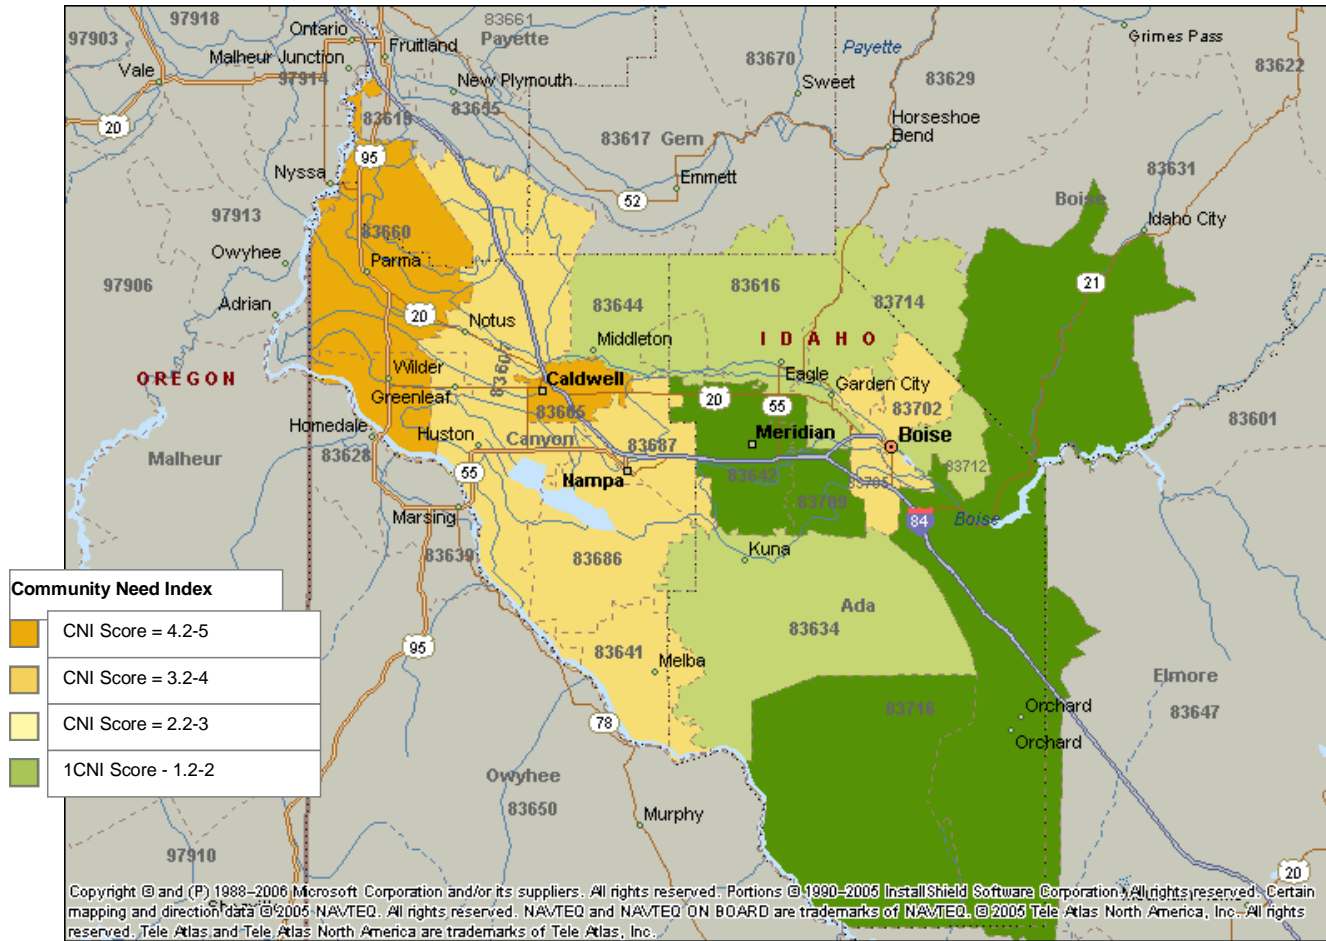 97918
83661
Ontario
Payette
97903
Fruitland
Payette
Grimes Pass
Malheur Junction
83670
Vale
97914
New Plymouth
Sweet
83629
83622
83655
20
83619
Horseshoe
Bend
83617 Gem
95
Nyssa
Emmett
83631
52
Boise
97913
Idaho City
83660
Owyhee
Parma
97906
83616
21
83644
83714
Adrian
20
Notus
Middleton
IDAHO
OREGON
83607
Wilder
Caldwell
Eagle
Garden City
Greenleaf
20
55
83605
83702
83601
Homedale
Huston
Canyon
83687
Meridian
Boise
83628
Malheur
55
Nampa
83642
83712
83705
83709
Marsing
84
Boise
83639
Kuna
83686
Community Need Index
CNI Score = 4.2-5
CNI Score = 3.2-4
CNI Score = 2.2-3
1CNI Score - 1.2-2
Ada
83634
95
83641
Melba
Elmore
83716
Orchard
83647
78
Orchard
Owyhee
83650
Murphy
97910
20
Copyright © and (P) 1988–2006 Microsoft Corporation and/or its suppliers. All rights reserved. Portions © 1990–2005 InstallShield Software Corporation. All rights reserved. Certain
mapping and direction data © 2005 NAVTEQ. All rights reserved. NAVTEQ and NAVTEQ ON BOARD are trademarks of NAVTEQ. © 2005 Tele Atlas North America, Inc. All rights
reserved. Tele Atlas and Tele Atlas North America are trademarks of Tele Atlas, Inc.